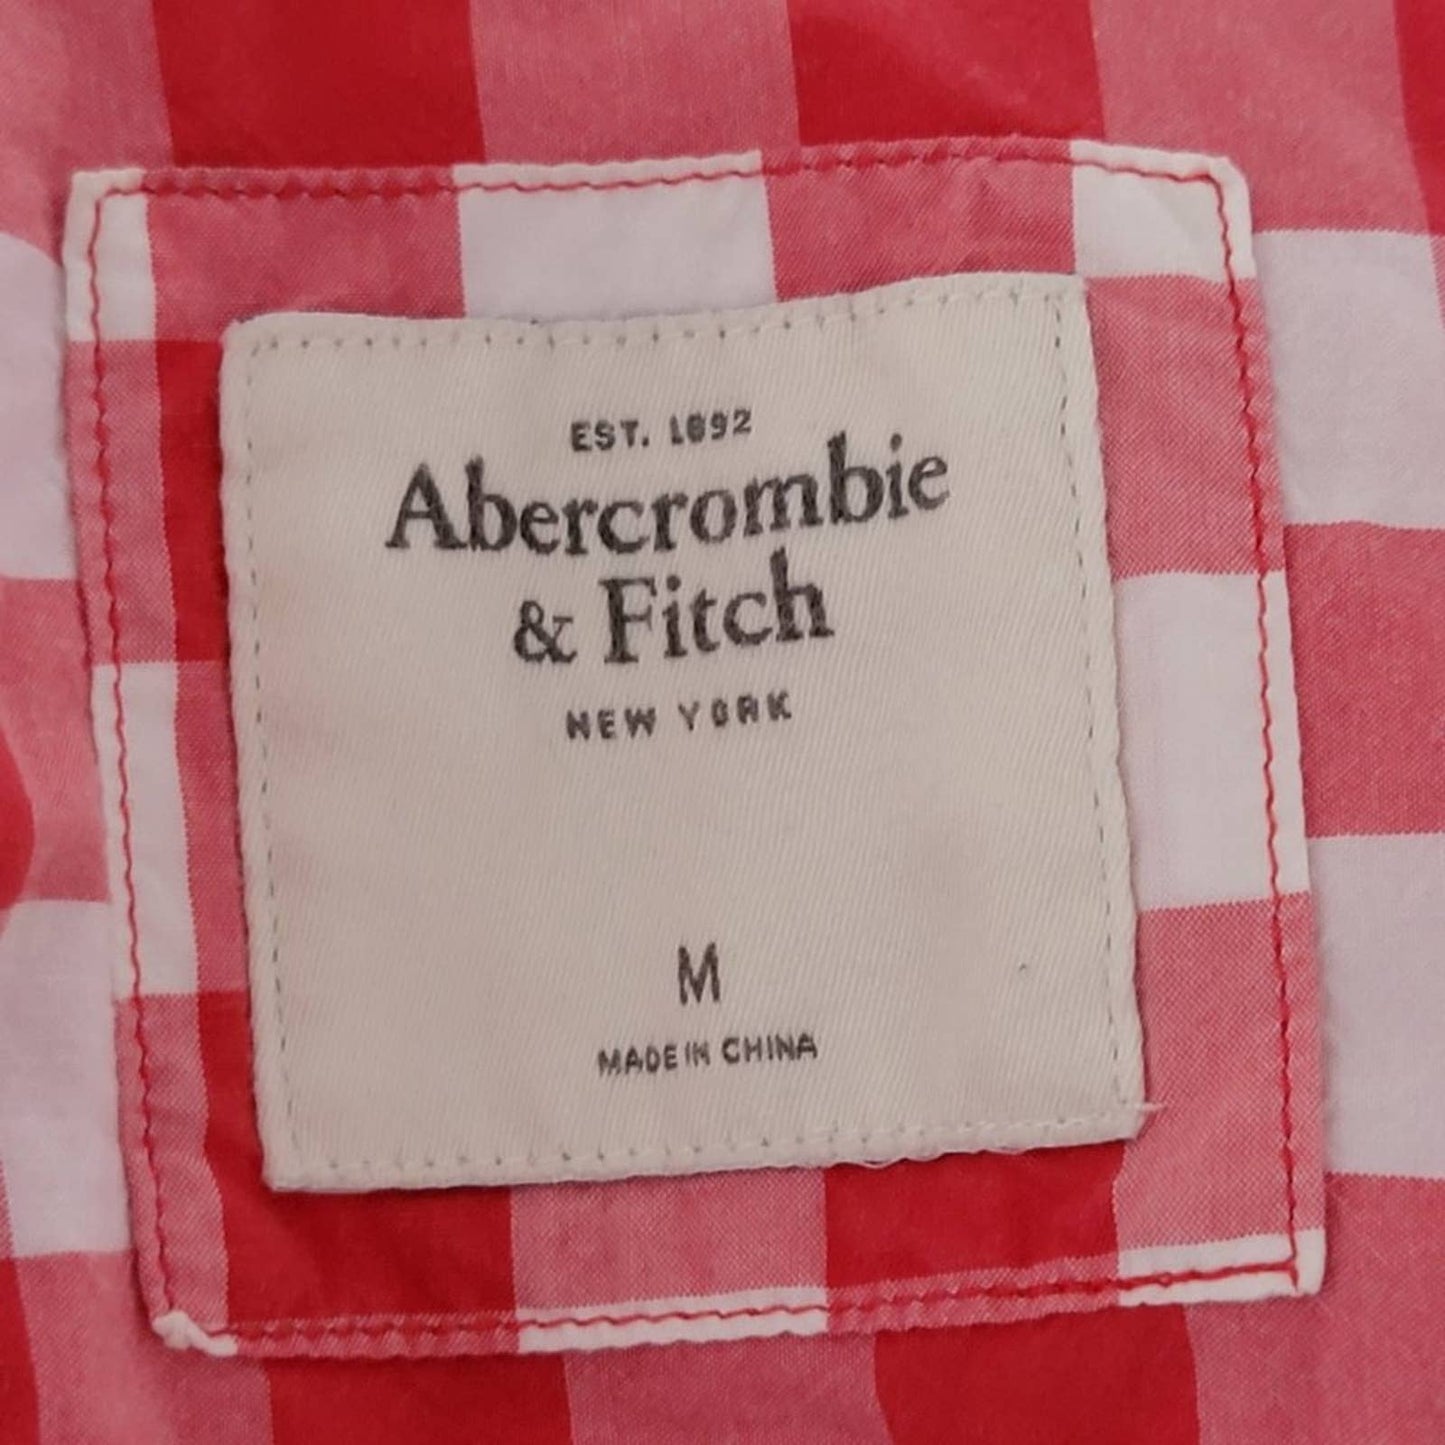 EST. 1892
Abercrombie
& Fitch
NEW YORK
M
MADE IN CHINA